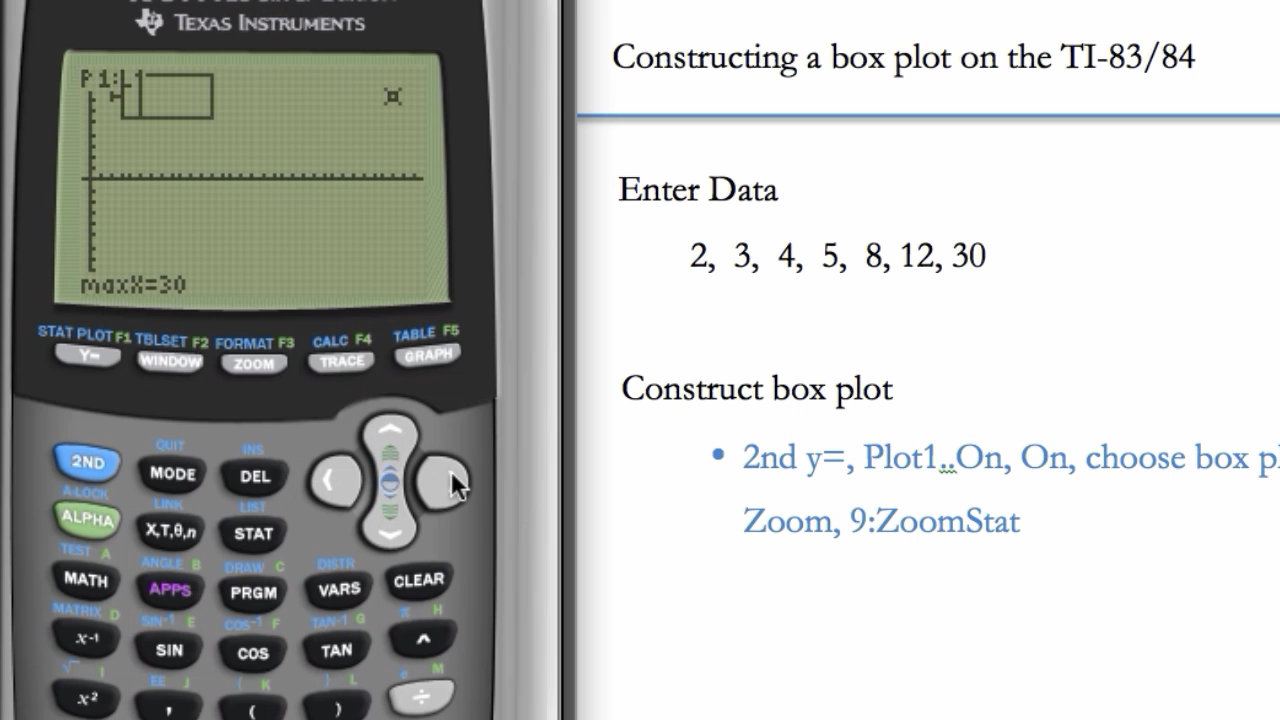 TEXAS INSTRUMENTS
P1:L1
maxX=30
STAT PLOT F1 TBLSET F2 FORMAT F3 CALC F4 TABLE F5
Y= WINDOW ZOOM TRACE GRAPH
QUIT INS
2ND MODE DEL
A-LOCK LINK LIST
ALPHA X,T,θ,n STAT
TEST A ANGLE B DRAW C DISTR
MATH APPS PRGM VARS CLEAR
MATRIX D SIN-1 E COS-1 F TAN-1 G π H
x-1 SIN COS TAN ^
√ I EE J { K } L e M
x² , ( ) ÷
Constructing a box plot on the TI-83/84
Enter Data
2, 3, 4, 5, 8, 12, 30
Construct box plot
• 2nd y=, Plot1..On, On, choose box pl
Zoom, 9:ZoomStat